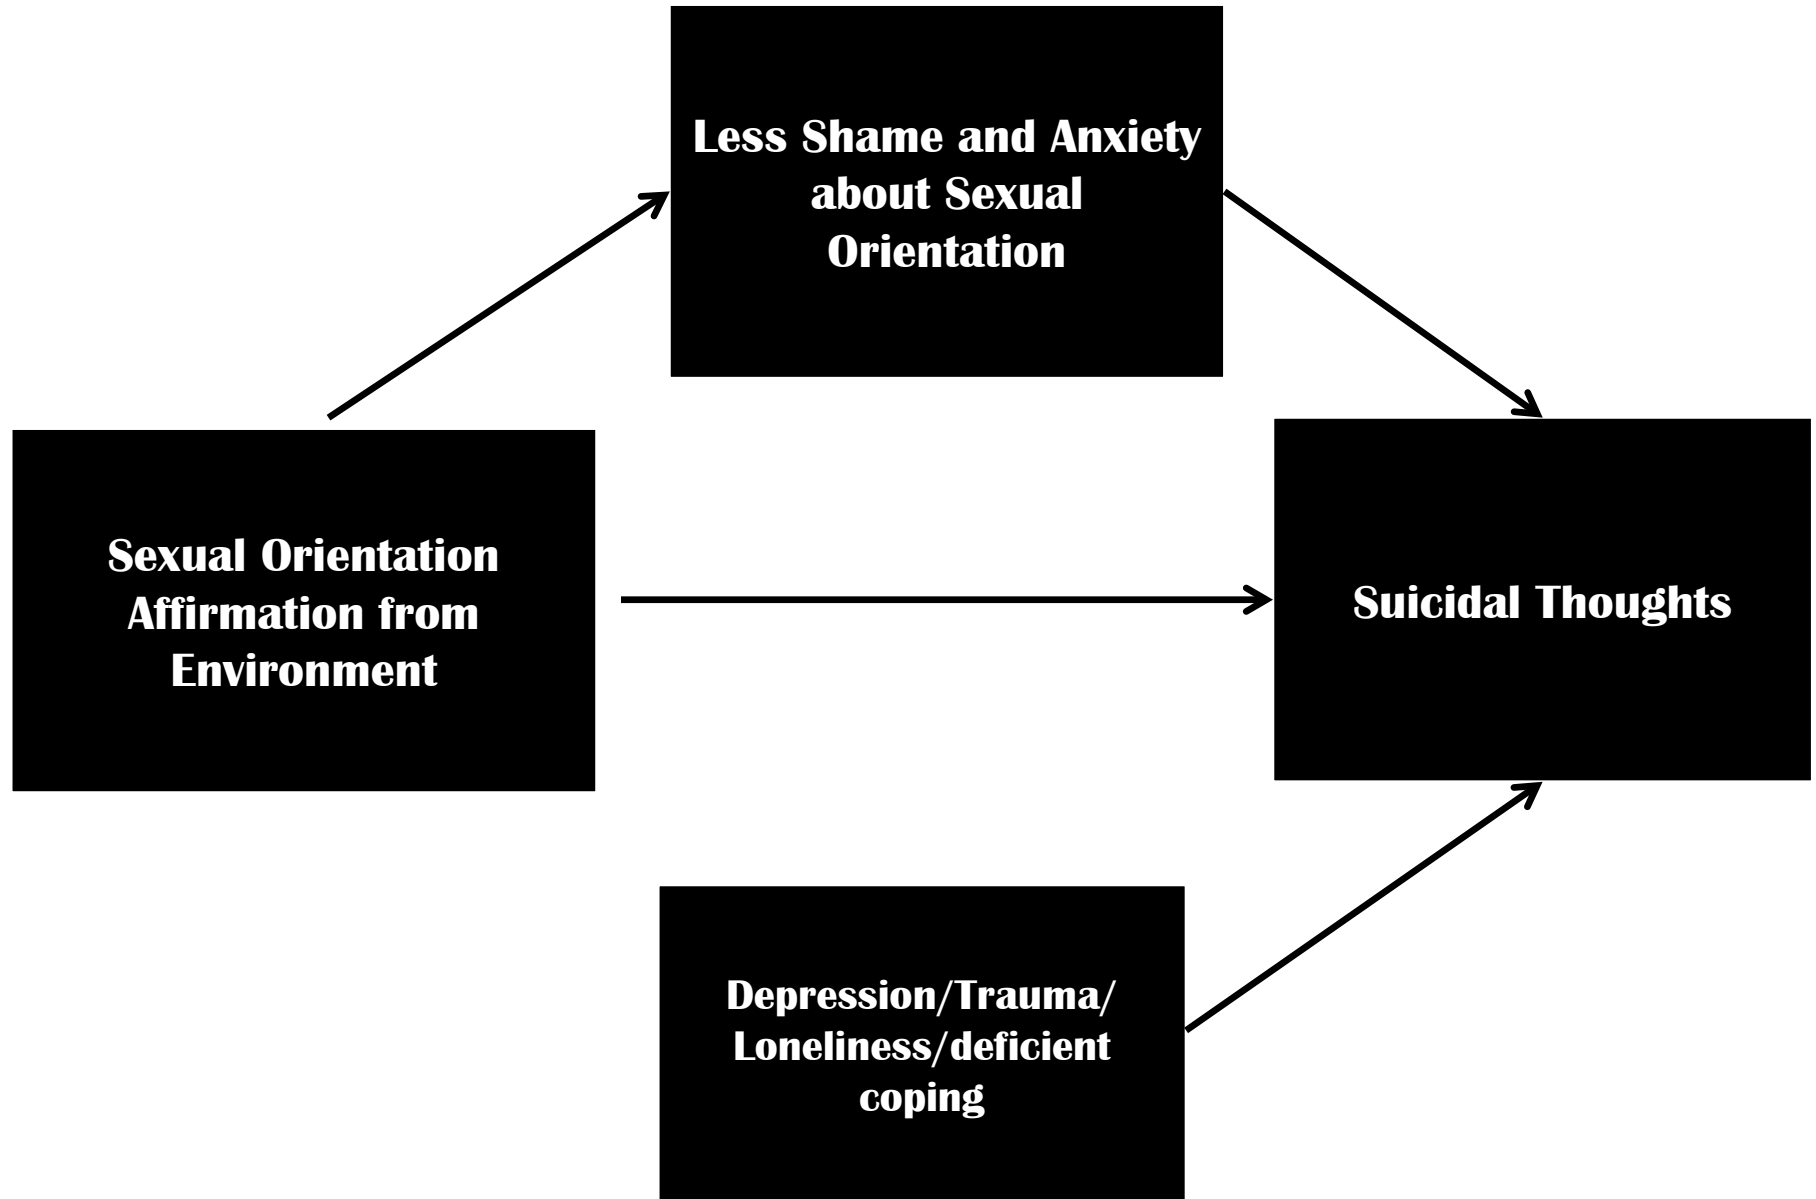 Less Shame and Anxiety
about Sexual
Orientation
Sexual Orientation
Affirmation from
Environment
Suicidal Thoughts
Depression/Trauma/
Loneliness/deficient
coping